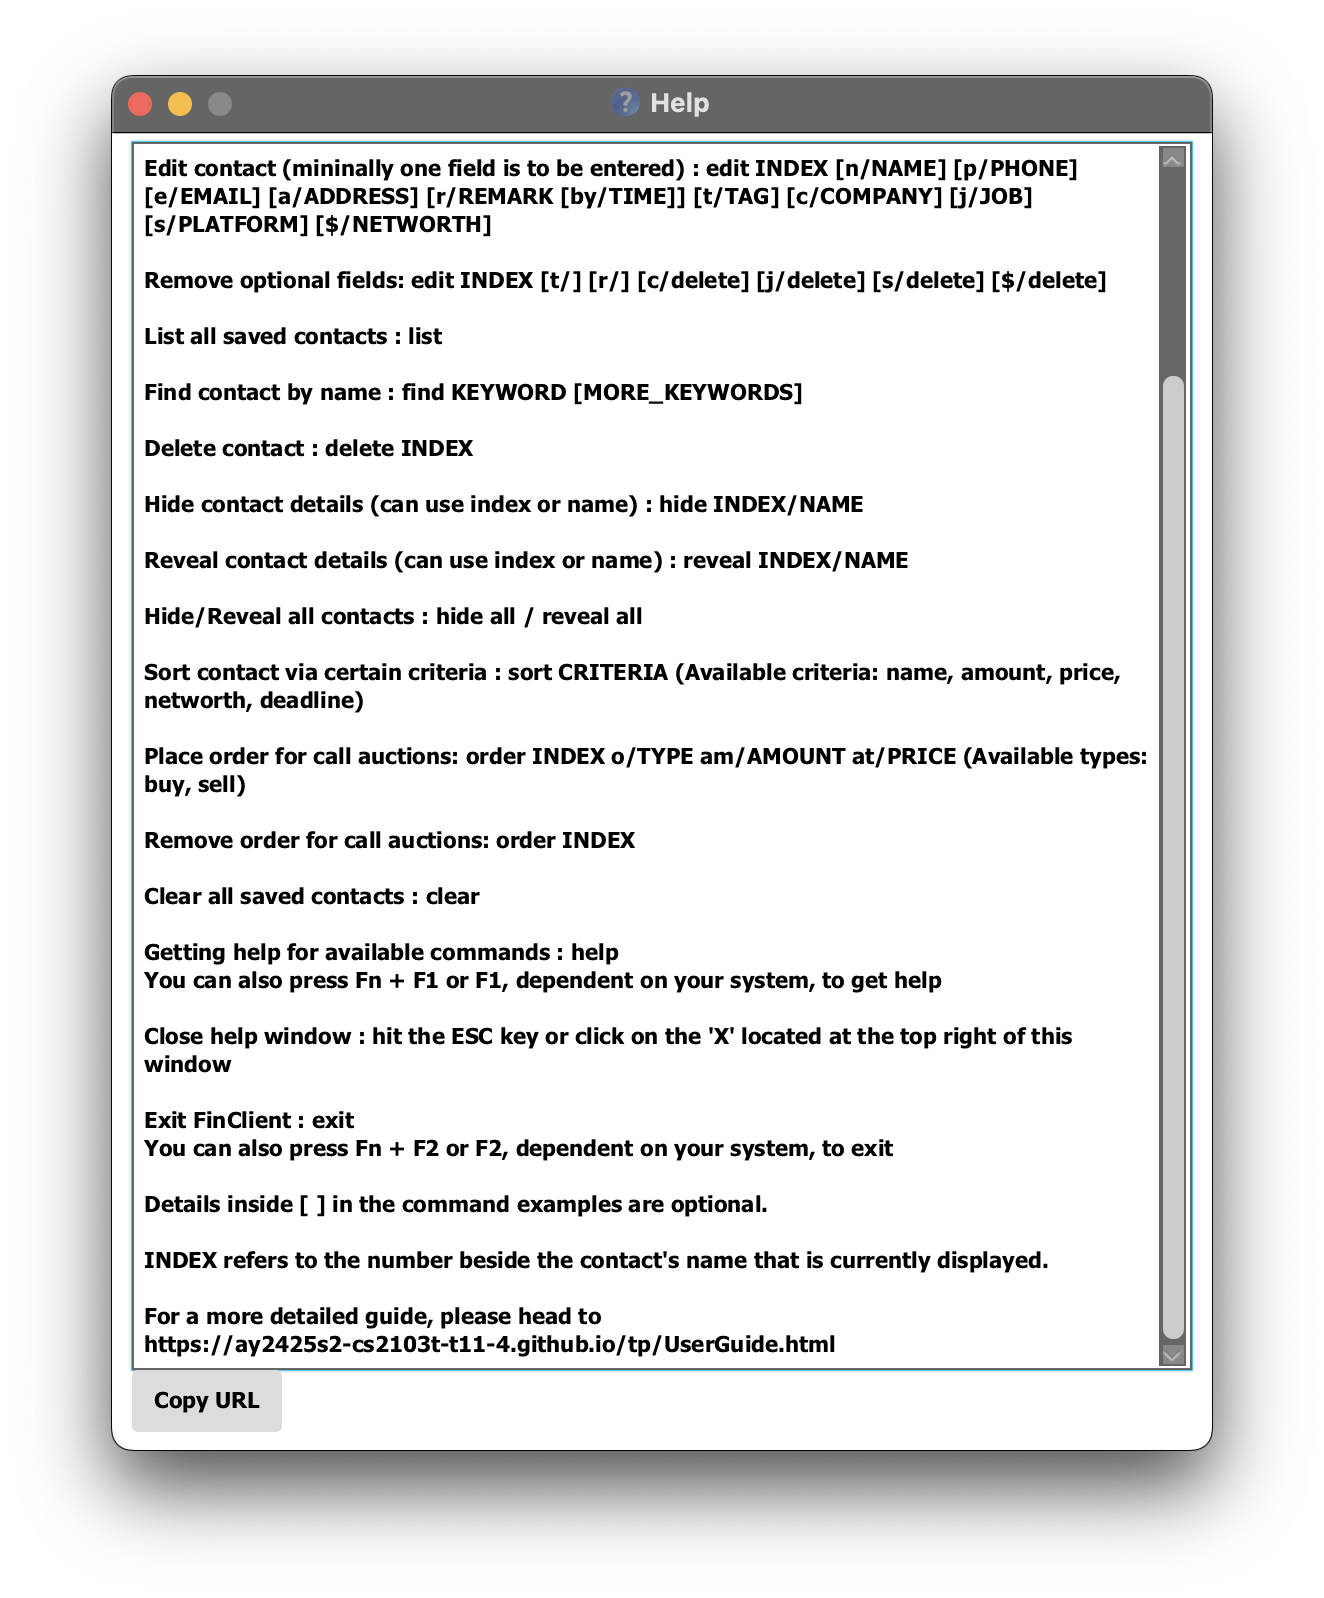 Help
Edit contact (mininally one field is to be entered) : edit INDEX [n/NAME] [p/PHONE]
[e/EMAIL] [a/ADDRESS] [r/REMARK [by/TIME]] [t/TAG] [c/COMPANY] [j/JOB]
[s/PLATFORM] [$/NETWORTH]
Remove optional fields: edit INDEX [t/] [r/] [c/delete] [j/delete] [s/delete] [$/delete]
List all saved contacts : list
Find contact by name : find KEYWORD [MORE_KEYWORDS]
Delete contact : delete INDEX
Hide contact details (can use index or name) : hide INDEX/NAME
Reveal contact details (can use index or name) : reveal INDEX/NAME
Hide/Reveal all contacts : hide all / reveal all
Sort contact via certain criteria : sort CRITERIA (Available criteria: name, amount, price,
networth, deadline)
Place order for call auctions: order INDEX o/TYPE am/AMOUNT at/PRICE (Available types:
buy, sell)
Remove order for call auctions: order INDEX
Clear all saved contacts : clear
Getting help for available commands : help
You can also press Fn + F1 or F1, dependent on your system, to get help
Close help window : hit the ESC key or click on the 'X' located at the top right of this
window
Exit FinClient : exit
You can also press Fn + F2 or F2, dependent on your system, to exit
Details inside [ ] in the command examples are optional.
INDEX refers to the number beside the contact's name that is currently displayed.
For a more detailed guide, please head to
https://ay2425s2-cs2103t-t11-4.github.io/tp/UserGuide.html
Copy URL